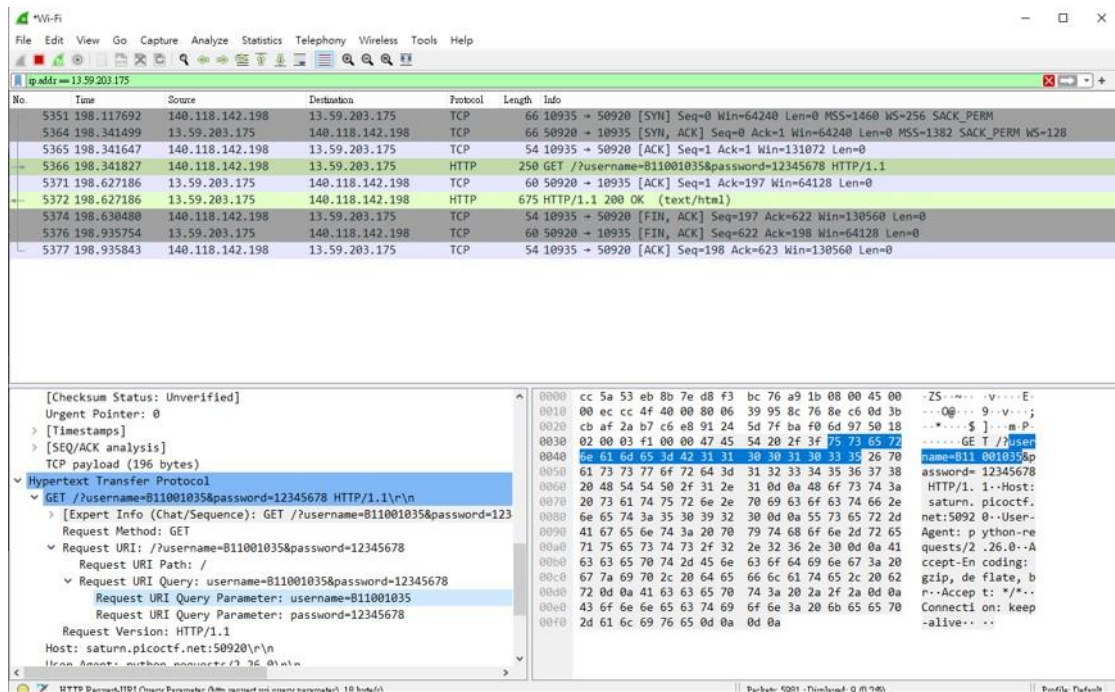 *Wi-Fi
File Edit View Go Capture Analyze Statistics Telephony Wireless Tools Help
ip.addr == 13.59.203.175
No. Time Source Destination Protocol Length Info
5351 198.117692 140.118.142.198 13.59.203.175 TCP 66 10935 → 50920 [SYN] Seq=0 Win=64240 Len=0 MSS=1460 WS=256 SACK_PERM
5364 198.341499 13.59.203.175 140.118.142.198 TCP 66 50920 → 10935 [SYN, ACK] Seq=0 Ack=1 Win=64240 Len=0 MSS=1382 SACK_PERM WS=128
5365 198.341647 140.118.142.198 13.59.203.175 TCP 54 10935 → 50920 [ACK] Seq=1 Ack=1 Win=131072 Len=0
5366 198.341827 140.118.142.198 13.59.203.175 HTTP 250 GET /?username=B11001035&password=12345678 HTTP/1.1
5371 198.627186 13.59.203.175 140.118.142.198 TCP 60 50920 → 10935 [ACK] Seq=1 Ack=197 Win=64128 Len=0
5372 198.627186 13.59.203.175 140.118.142.198 HTTP 675 HTTP/1.1 200 OK (text/html)
5374 198.630480 140.118.142.198 13.59.203.175 TCP 54 10935 → 50920 [FIN, ACK] Seq=197 Ack=622 Win=130560 Len=0
5376 198.935754 13.59.203.175 140.118.142.198 TCP 60 50920 → 10935 [FIN, ACK] Seq=622 Ack=198 Win=64128 Len=0
5377 198.935843 140.118.142.198 13.59.203.175 TCP 54 10935 → 50920 [ACK] Seq=198 Ack=623 Win=130560 Len=0
[Checksum Status: Unverified]
Urgent Pointer: 0
[Timestamps]
[SEQ/ACK analysis]
TCP payload (196 bytes)
Hypertext Transfer Protocol
GET /?username=B11001035&password=12345678 HTTP/1.1\r\n
[Expert Info (Chat/Sequence): GET /?username=B11001035&password=123
Request Method: GET
Request URI: /?username=B11001035&password=12345678
Request URI Path: /
Request URI Query: username=B11001035&password=12345678
Request URI Query Parameter: username=B11001035
Request URI Query Parameter: password=12345678
Request Version: HTTP/1.1
Host: saturn.picoctf.net:50920\r\n
User-Agent: python-requests/2.26.0\r\n
0000 cc 5a 53 eb 8b 7e d8 f3 bc 76 a9 1b 08 00 45 00 ·ZS··~·· ·v····E·
0010 00 ec cc 4f 40 00 80 06 39 95 8c 76 8e c6 0d 3b ···O@··· 9··v···;
0020 cb af 2a b7 c6 e8 91 24 5d 7f ba f0 6d 97 50 18 ··*····$ ]···m·P·
0030 02 00 03 f1 00 00 47 45 54 20 2f 3f 75 73 65 72 ······GE T /?user
0040 6e 61 6d 65 3d 42 31 31 30 30 31 30 33 35 26 70 name=B11 001035&p
0050 61 73 73 77 6f 72 64 3d 31 32 33 34 35 36 37 38 assword= 12345678
0060 20 48 54 54 50 2f 31 2e 31 0d 0a 48 6f 73 74 3a HTTP/1. 1··Host:
0070 20 73 61 74 75 72 6e 2e 70 69 63 6f 63 74 66 2e saturn. picoctf.
0080 6e 65 74 3a 35 30 39 32 30 0d 0a 55 73 65 72 2d net:5092 0··User-
0090 41 67 65 6e 74 3a 20 70 79 74 68 6f 6e 2d 72 65 Agent: p ython-re
00a0 71 75 65 73 74 73 2f 32 2e 32 36 2e 30 0d 0a 41 quests/2 .26.0··A
00b0 63 63 65 70 74 2d 45 6e 63 6f 64 69 6e 67 3a 20 ccept-En coding:
00c0 67 7a 69 70 2c 20 64 65 66 6c 61 74 65 2c 20 62 gzip, de flate, b
00d0 72 0d 0a 41 63 63 65 70 74 3a 20 2a 2f 2a 0d 0a r··Accep t: */*··
00e0 43 6f 6e 6e 65 63 74 69 6f 6e 3a 20 6b 65 65 70 Connecti on: keep
00f0 2d 61 6c 69 76 65 0d 0a 0d 0a -alive·· ··
HTTP Request-URI Query Parameter (http.request.uri.query.parameter), 18 byte(s)
Packets: 5981 · Displayed: 9 (0.2%)
Profile: Default